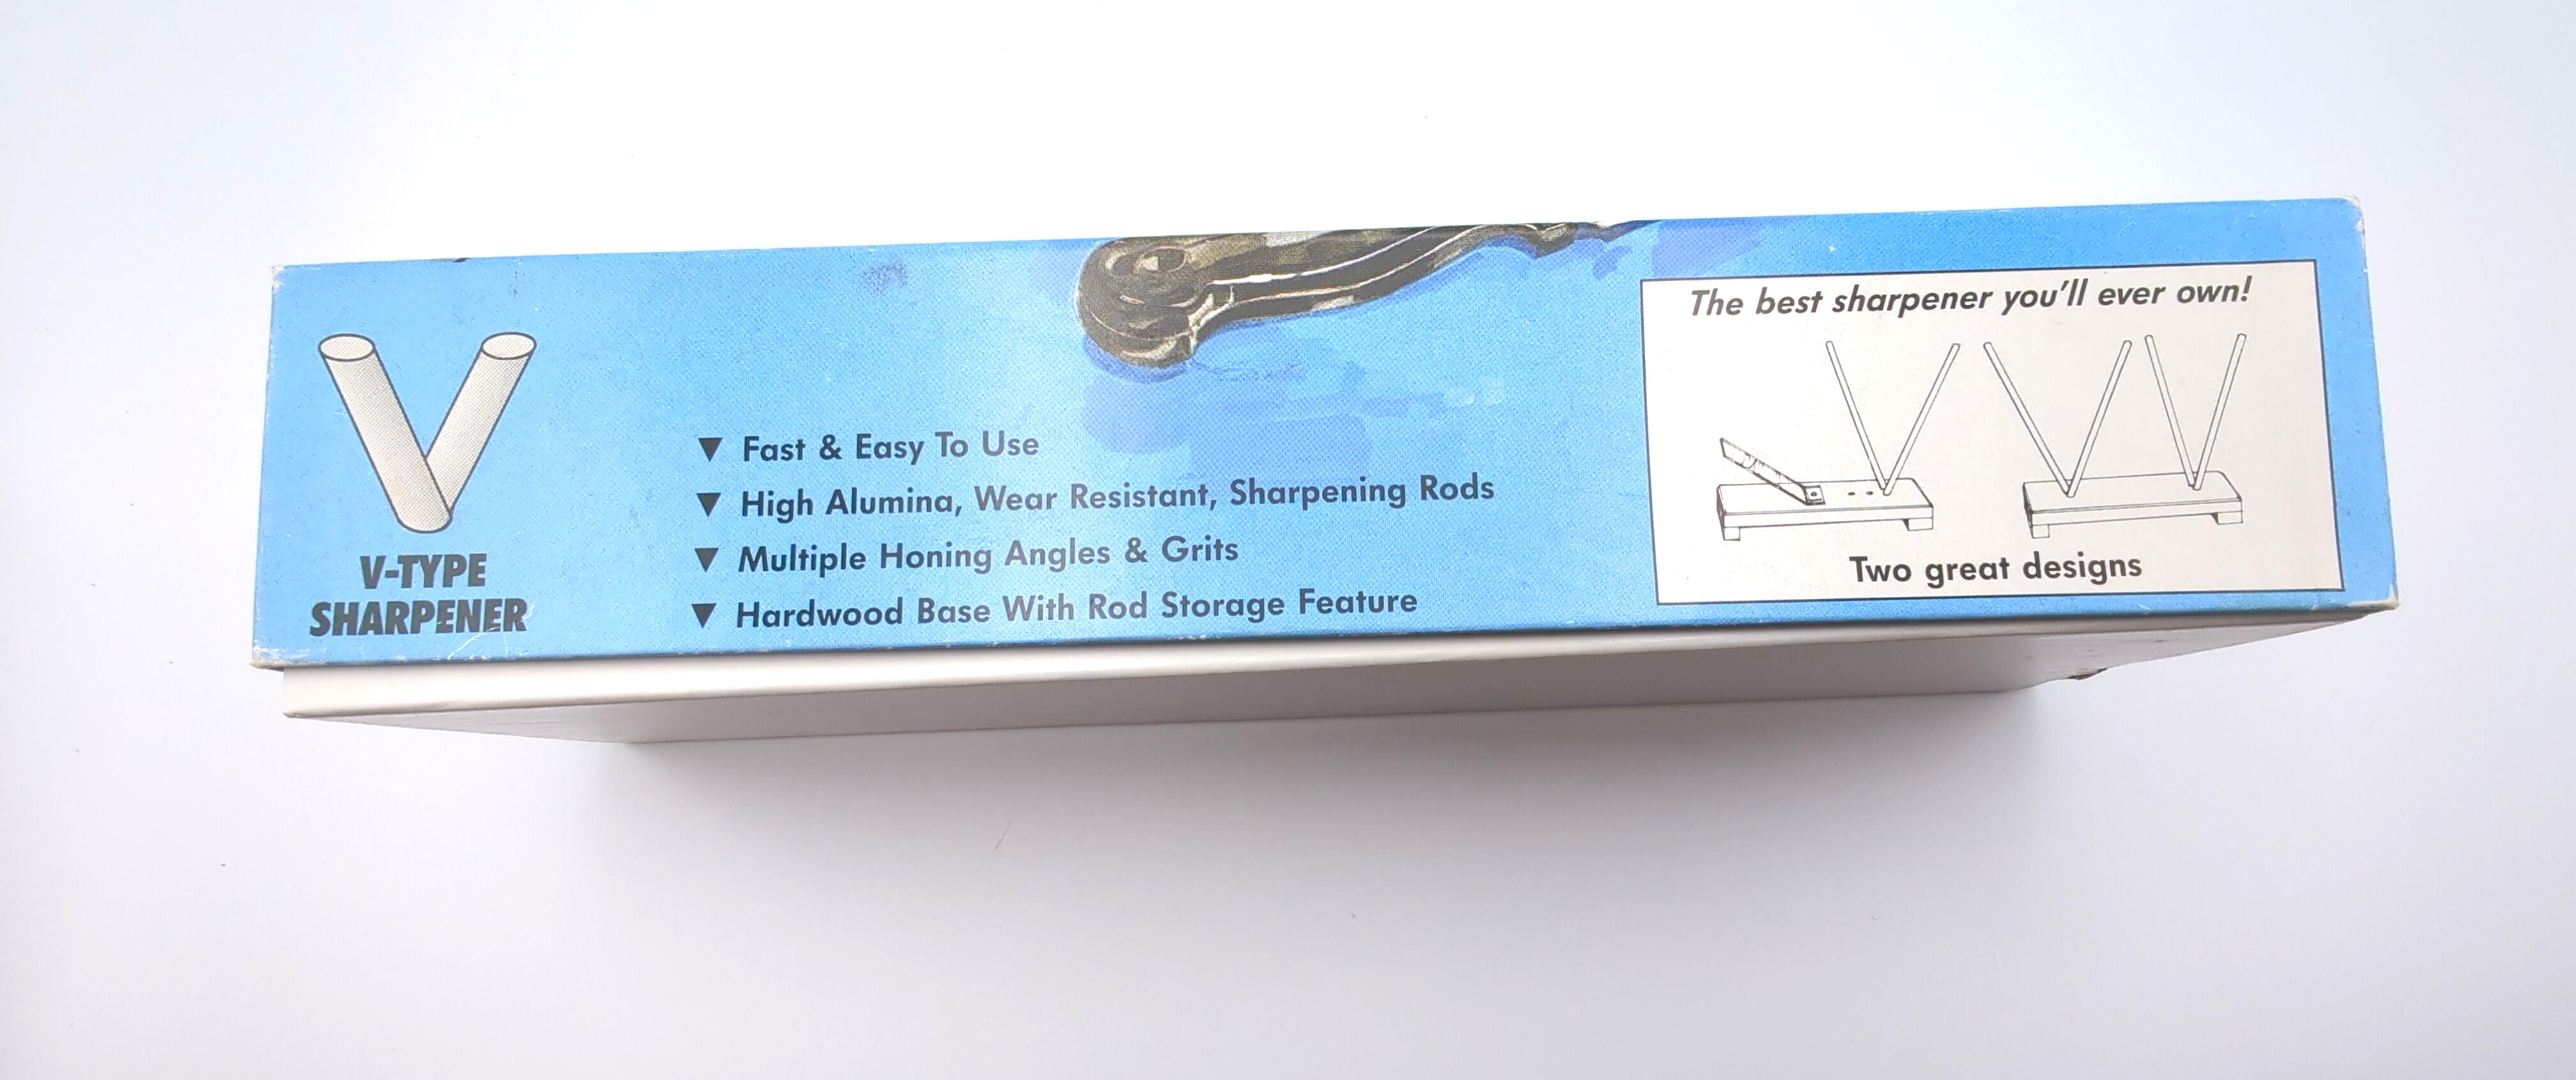 V-TYPE
SHARPENER
▼ Fast & Easy To Use
▼ High Alumina, Wear Resistant, Sharpening Rods
▼ Multiple Honing Angles & Grits
▼ Hardwood Base With Rod Storage Feature
The best sharpener you'll ever own!
Two great designs